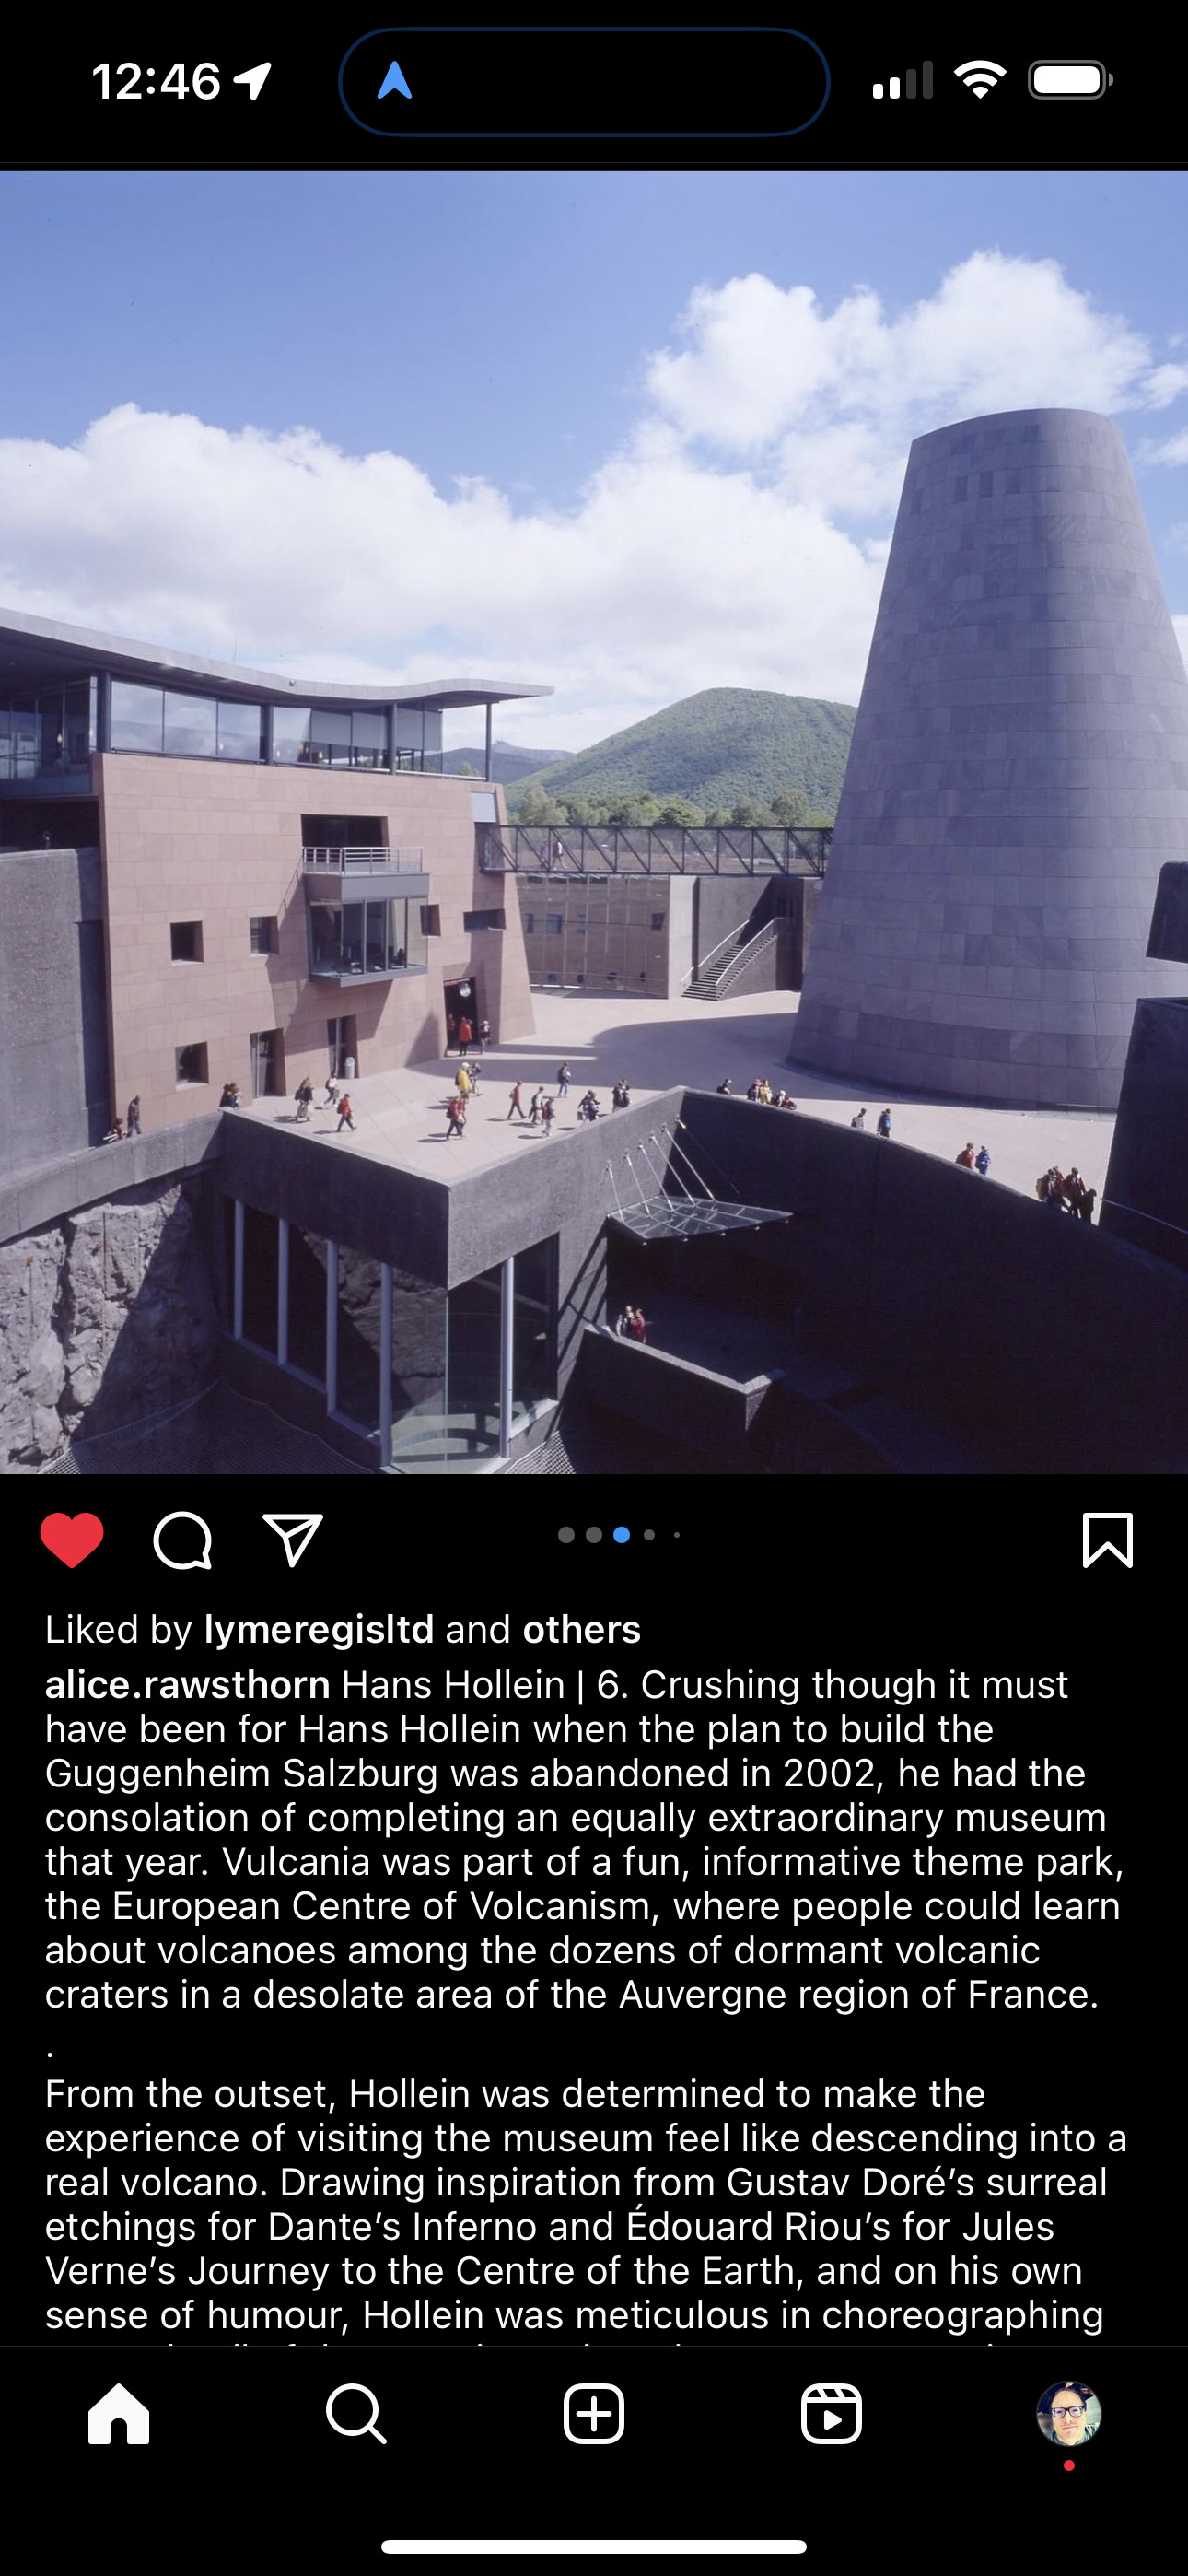 12:46
Liked by lymeregisltd and others
alice.rawsthorn Hans Hollein | 6. Crushing though it must
have been for Hans Hollein when the plan to build the
Guggenheim Salzburg was abandoned in 2002, he had the
consolation of completing an equally extraordinary museum
that year. Vulcania was part of a fun, informative theme park,
the European Centre of Volcanism, where people could learn
about volcanoes among the dozens of dormant volcanic
craters in a desolate area of the Auvergne region of France.
.
From the outset, Hollein was determined to make the
experience of visiting the museum feel like descending into a
real volcano. Drawing inspiration from Gustav Doré’s surreal
etchings for Dante’s Inferno and Édouard Riou’s for Jules
Verne’s Journey to the Centre of the Earth, and on his own
sense of humour, Hollein was meticulous in choreographing